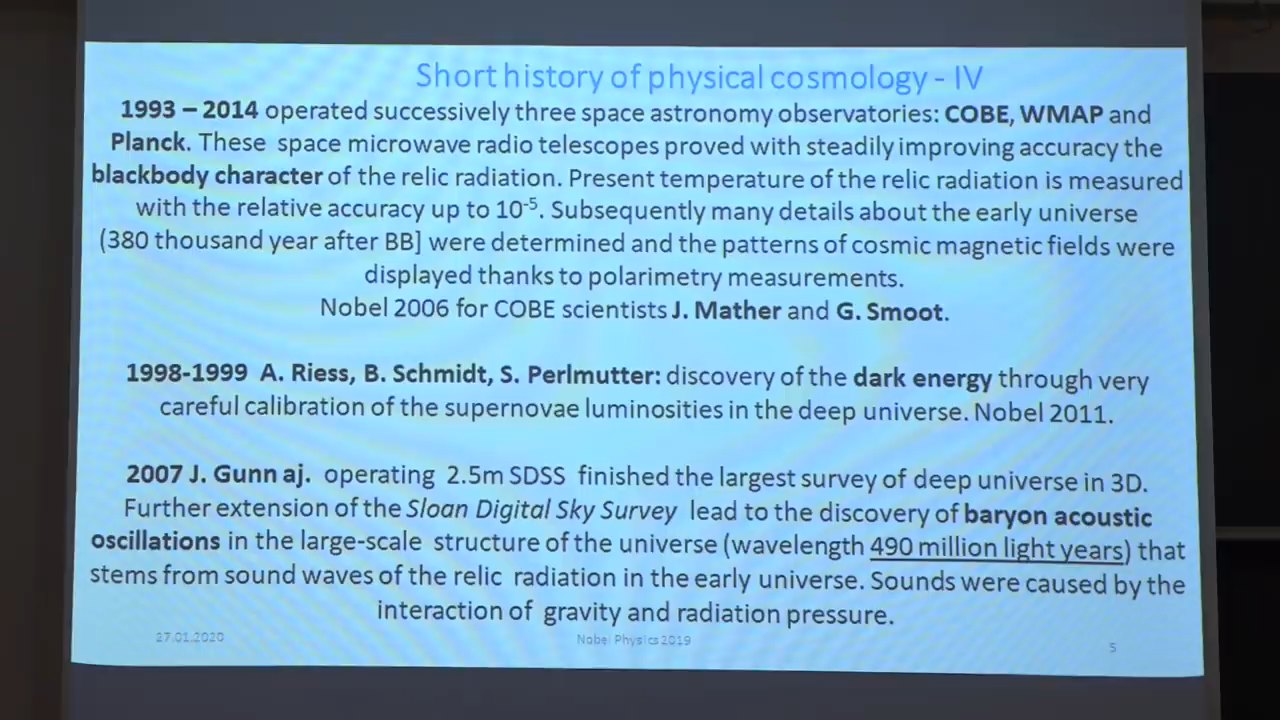 Short history of physical cosmology - IV
1993 – 2014 operated successively three space astronomy observatories: COBE, WMAP and
Planck. These space microwave radio telescopes proved with steadily improving accuracy the
blackbody character of the relic radiation. Present temperature of the relic radiation is measured
with the relative accuracy up to 10⁻⁵. Subsequently many details about the early universe
(380 thousand year after BB] were determined and the patterns of cosmic magnetic fields were
displayed thanks to polarimetry measurements.
Nobel 2006 for COBE scientists J. Mather and G. Smoot.
1998-1999 A. Riess, B. Schmidt, S. Perlmutter: discovery of the dark energy through very
careful calibration of the supernovae luminosities in the deep universe. Nobel 2011.
2007 J. Gunn aj. operating 2.5m SDSS finished the largest survey of deep universe in 3D.
Further extension of the Sloan Digital Sky Survey lead to the discovery of baryon acoustic
oscillations in the large-scale structure of the universe (wavelength 490 million light years) that
stems from sound waves of the relic radiation in the early universe. Sounds were caused by the
interaction of gravity and radiation pressure.
27.01.2020 Nobel Physics 2019 5